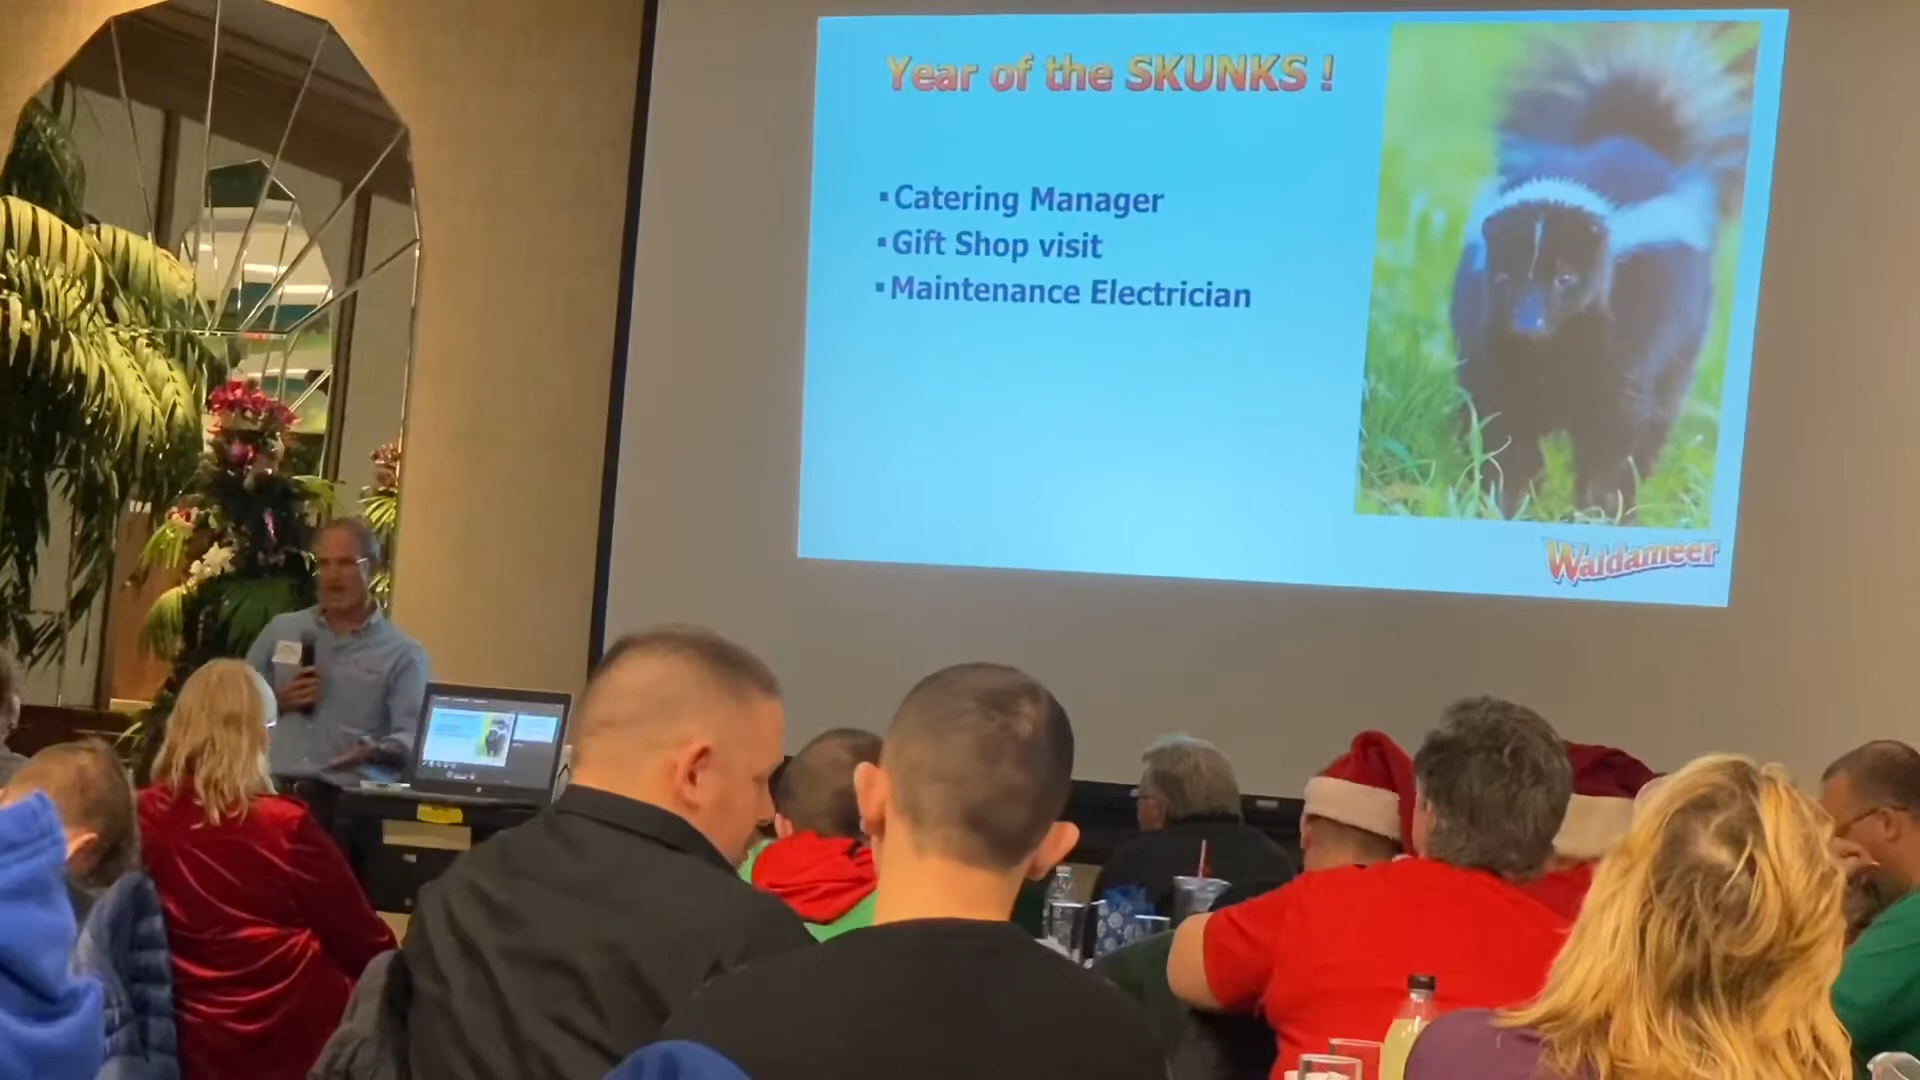 Year of the SKUNKS !
▪Catering Manager
▪Gift Shop visit
▪Maintenance Electrician
Waldameer